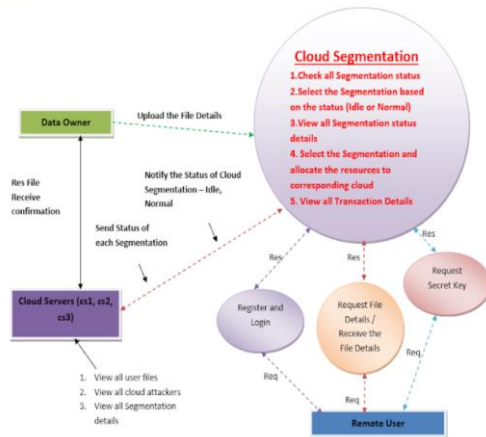 Cloud Segmentation
1.Check all Segmentation status
2.Select the Segmentation based
on the status (Idle or Normal)
3.View all Segmentation status
details
4. Select the Segmentation and
allocate the resources to
corresponding cloud
5. View all Transaction Details
Data Owner
Upload the File Details
Notify the Status of Cloud
Segmentation – Idle,
Normal
Res File
Receive
confirmation
Send Status of
each Segmentation
Cloud Servers (cs1, cs2,
cs3)
1. View all user files
2. View all cloud attackers
3. View all Segmentation
details
Res
Res
Res
Register and
Login
Request File
Details /
Receive the
File Details
Request
Secret Key
Req
Req
Req
Remote User